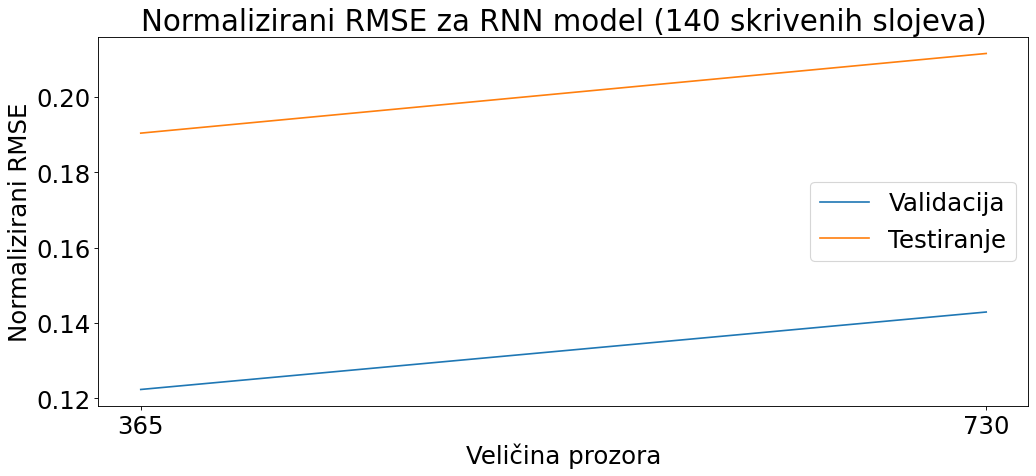 Normalizirani RMSE za RNN model (140 skrivenih slojeva)
Normalizirani RMSE
0.20
0.18
0.16
0.14
0.12
Validacija
Testiranje
365
730
Veličina prozora